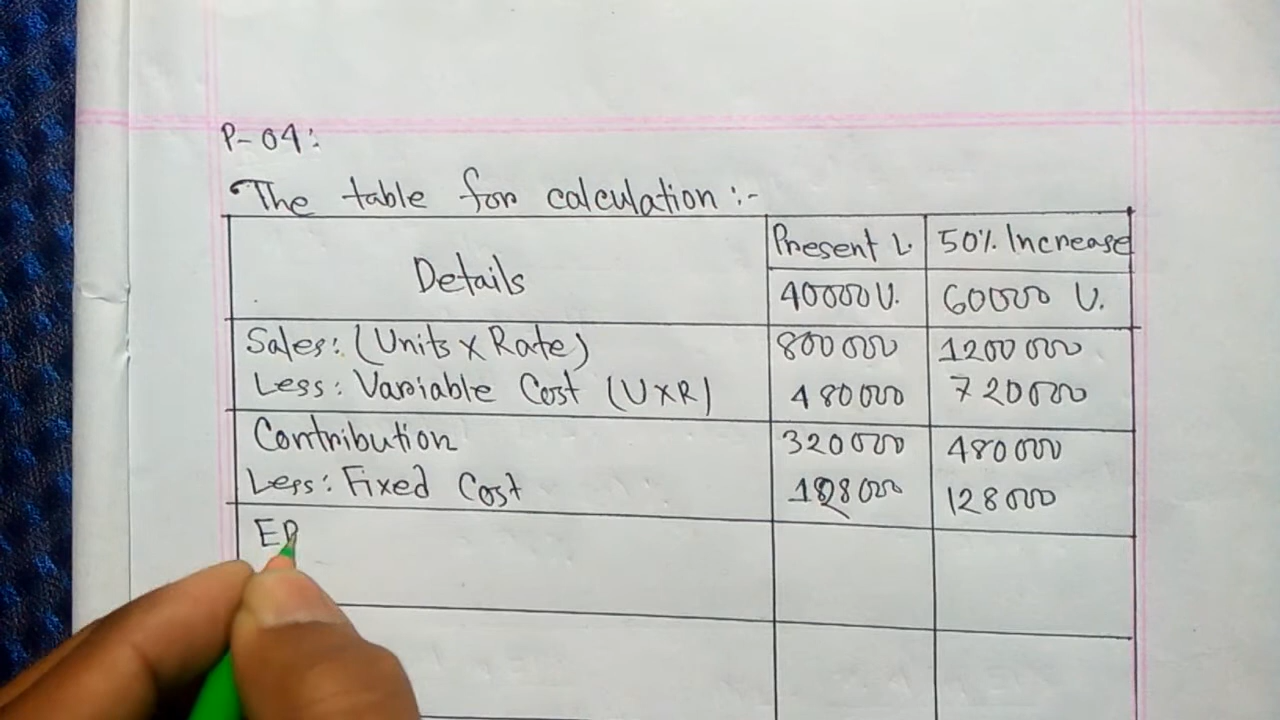 P-04:
The table for calculation :-
Details
Present L. 50% Increase
40000 U. 60000 U.
Sales: (Units x Rate) 800000 1200000
Less: Variable Cost (UXR) 480000 720000
Contribution 320000 480000
Less: Fixed Cost 128000 128000
EB